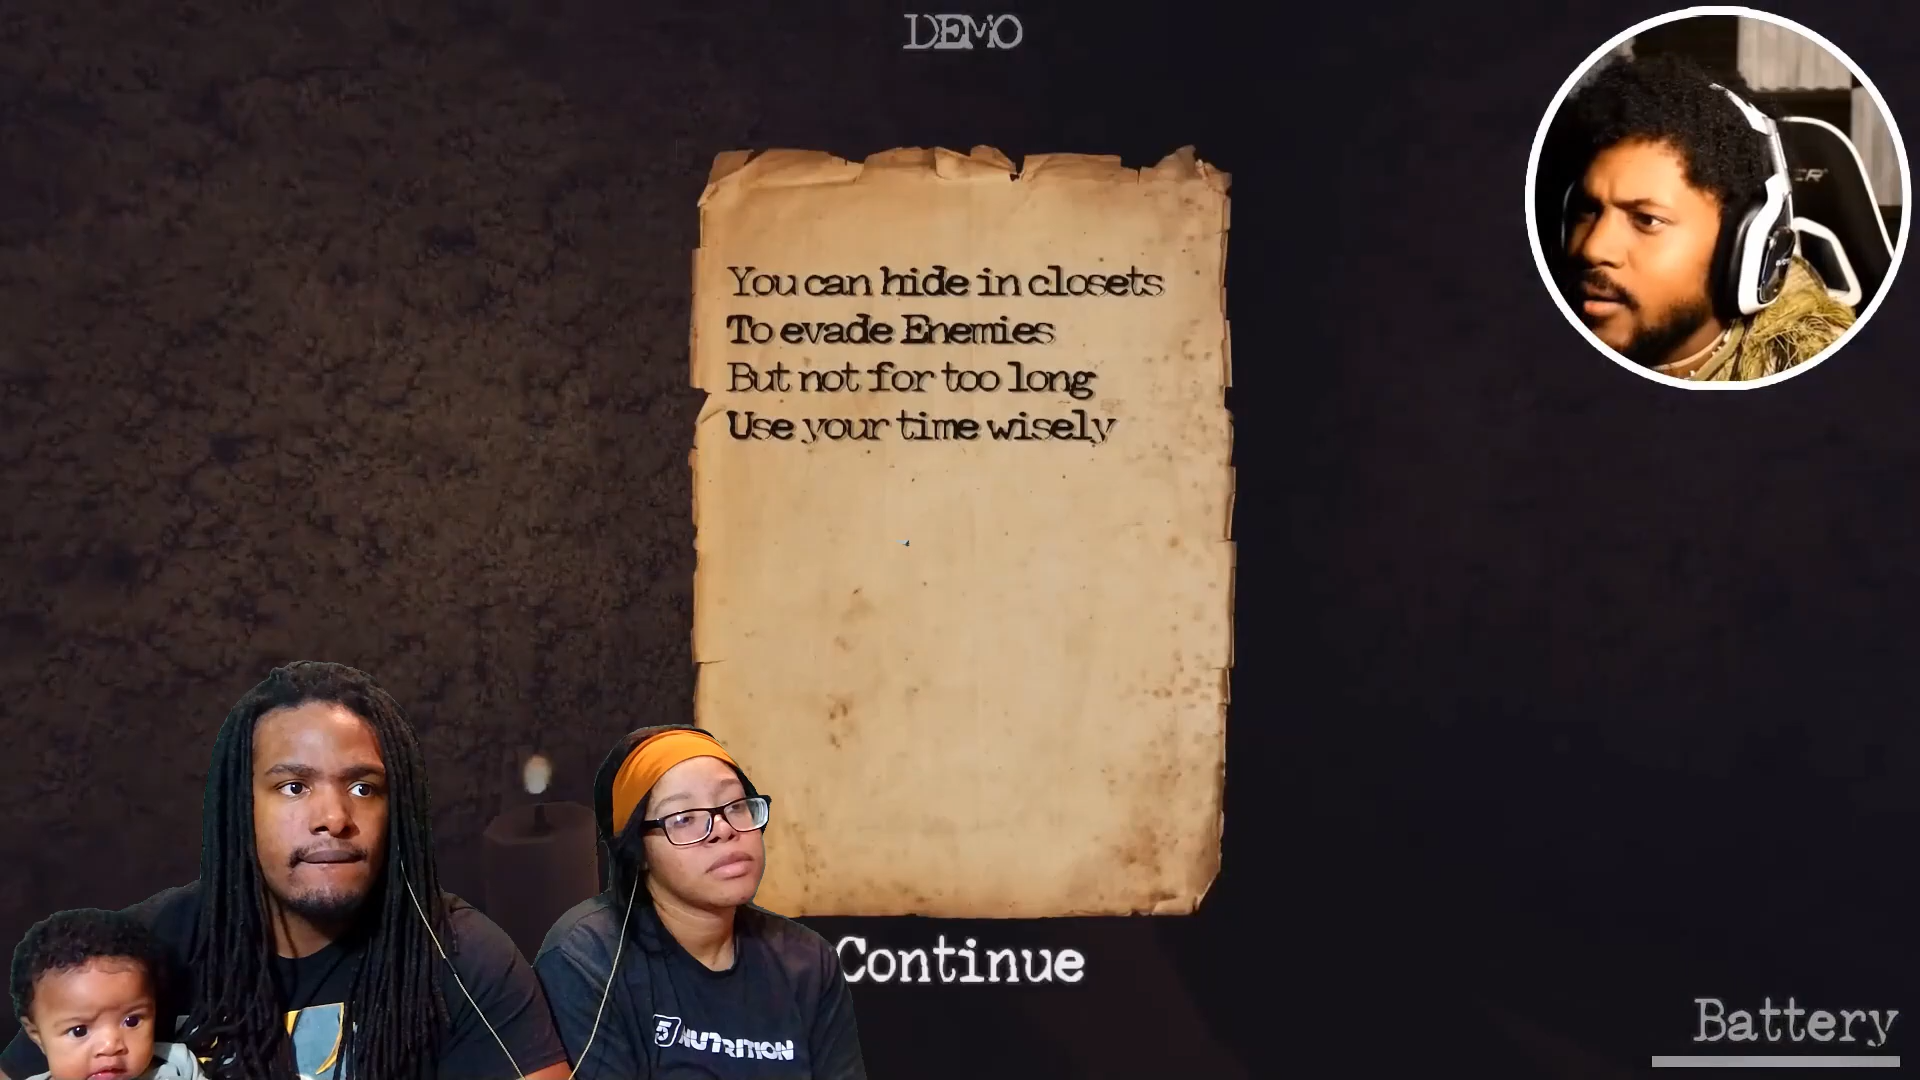 DEMO
You can hide in closets
To evade Enemies
But not for too long
Use your time wisely
Continue
Battery
5 NUTRITION